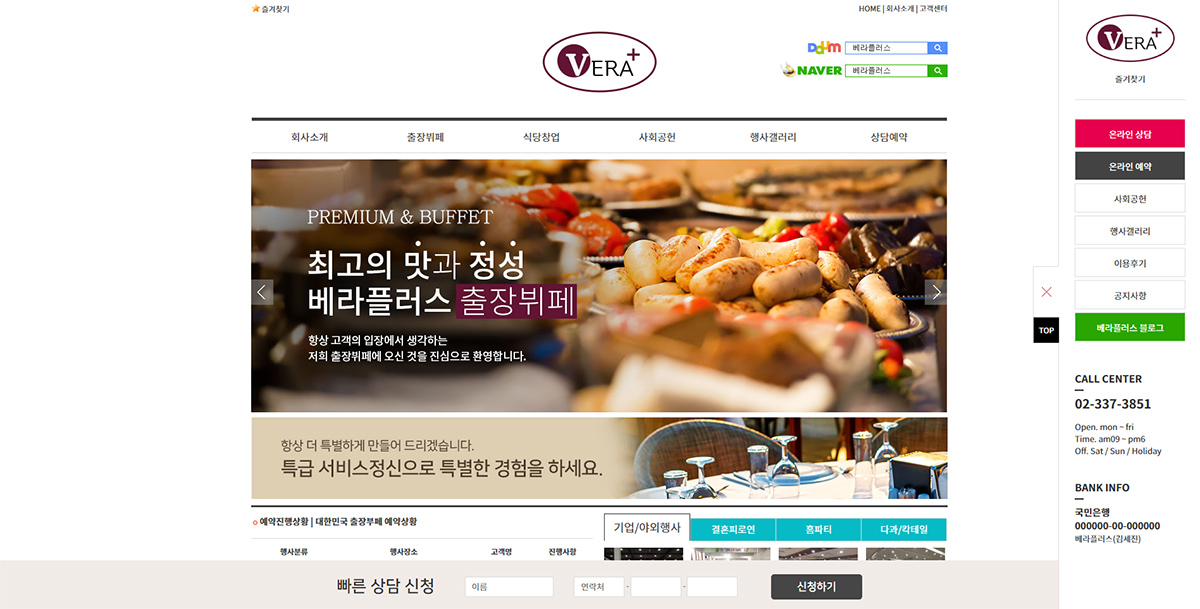 즐겨찾기
HOME | 회사소개 | 고객센터
VERA+
Daum 베라플러스
NAVER 베라플러스
회사소개 출장뷔페 식당창업 사회공헌 행사갤러리 상담예약
PREMIUM & BUFFET
최고의 맛과 정성
베라플러스 출장뷔페
항상 고객의 입장에서 생각하는
저희 출장뷔페에 오신 것을 진심으로 환영합니다.
항상 더 특별하게 만들어 드리겠습니다.
특급 서비스정신으로 특별한 경험을 하세요.
예약진행상황 | 대한민국 출장부페 예약상황
행사분류 행사장소 고객명 진행사항
기업/야외행사 결혼피로연 홈파티 다과/칵테일
빠른 상담 신청 이름 연락처 - - 신청하기
VERA+
즐겨찾기
온라인 상담
온라인 예약
사회공헌
행사갤러리
이용후기
공지사항
베라플러스 블로그
TOP
CALL CENTER
02-337-3851
Open. mon ~ fri
Time. am09 ~ pm6
Off. Sat / Sun / Holiday
BANK INFO
국민은행
000000-00-000000
베라플러스(김세진)